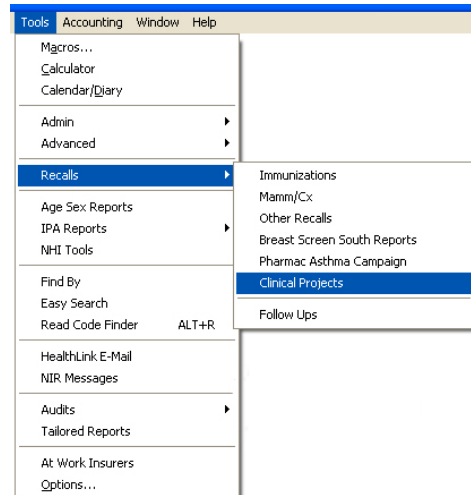 Tools Accounting Window Help
Macros...
Calculator
Calendar/Diary
Admin
Advanced
Recalls
Immunizations
Mamm/Cx
Other Recalls
Breast Screen South Reports
Pharmac Asthma Campaign
Clinical Projects
Follow Ups
Age Sex Reports
IPA Reports
NHI Tools
Find By
Easy Search
Read Code Finder ALT+R
HealthLink E-Mail
NIR Messages
Audits
Tailored Reports
At Work Insurers
Options...